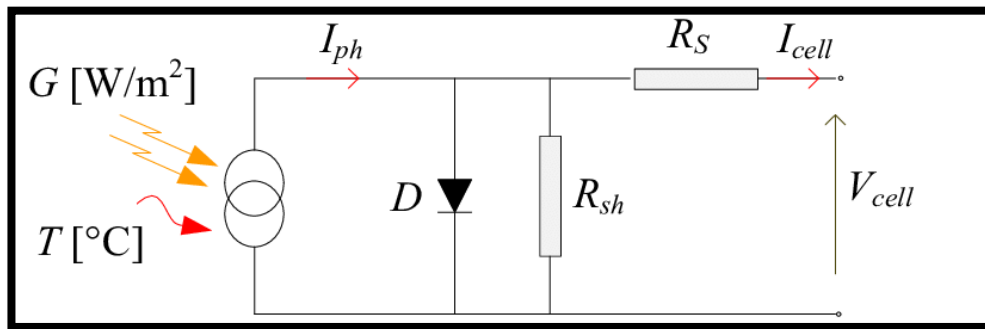 I_ph
R_S
I_cell
G [W/m²]
D
R_sh
V_cell
T [°C]